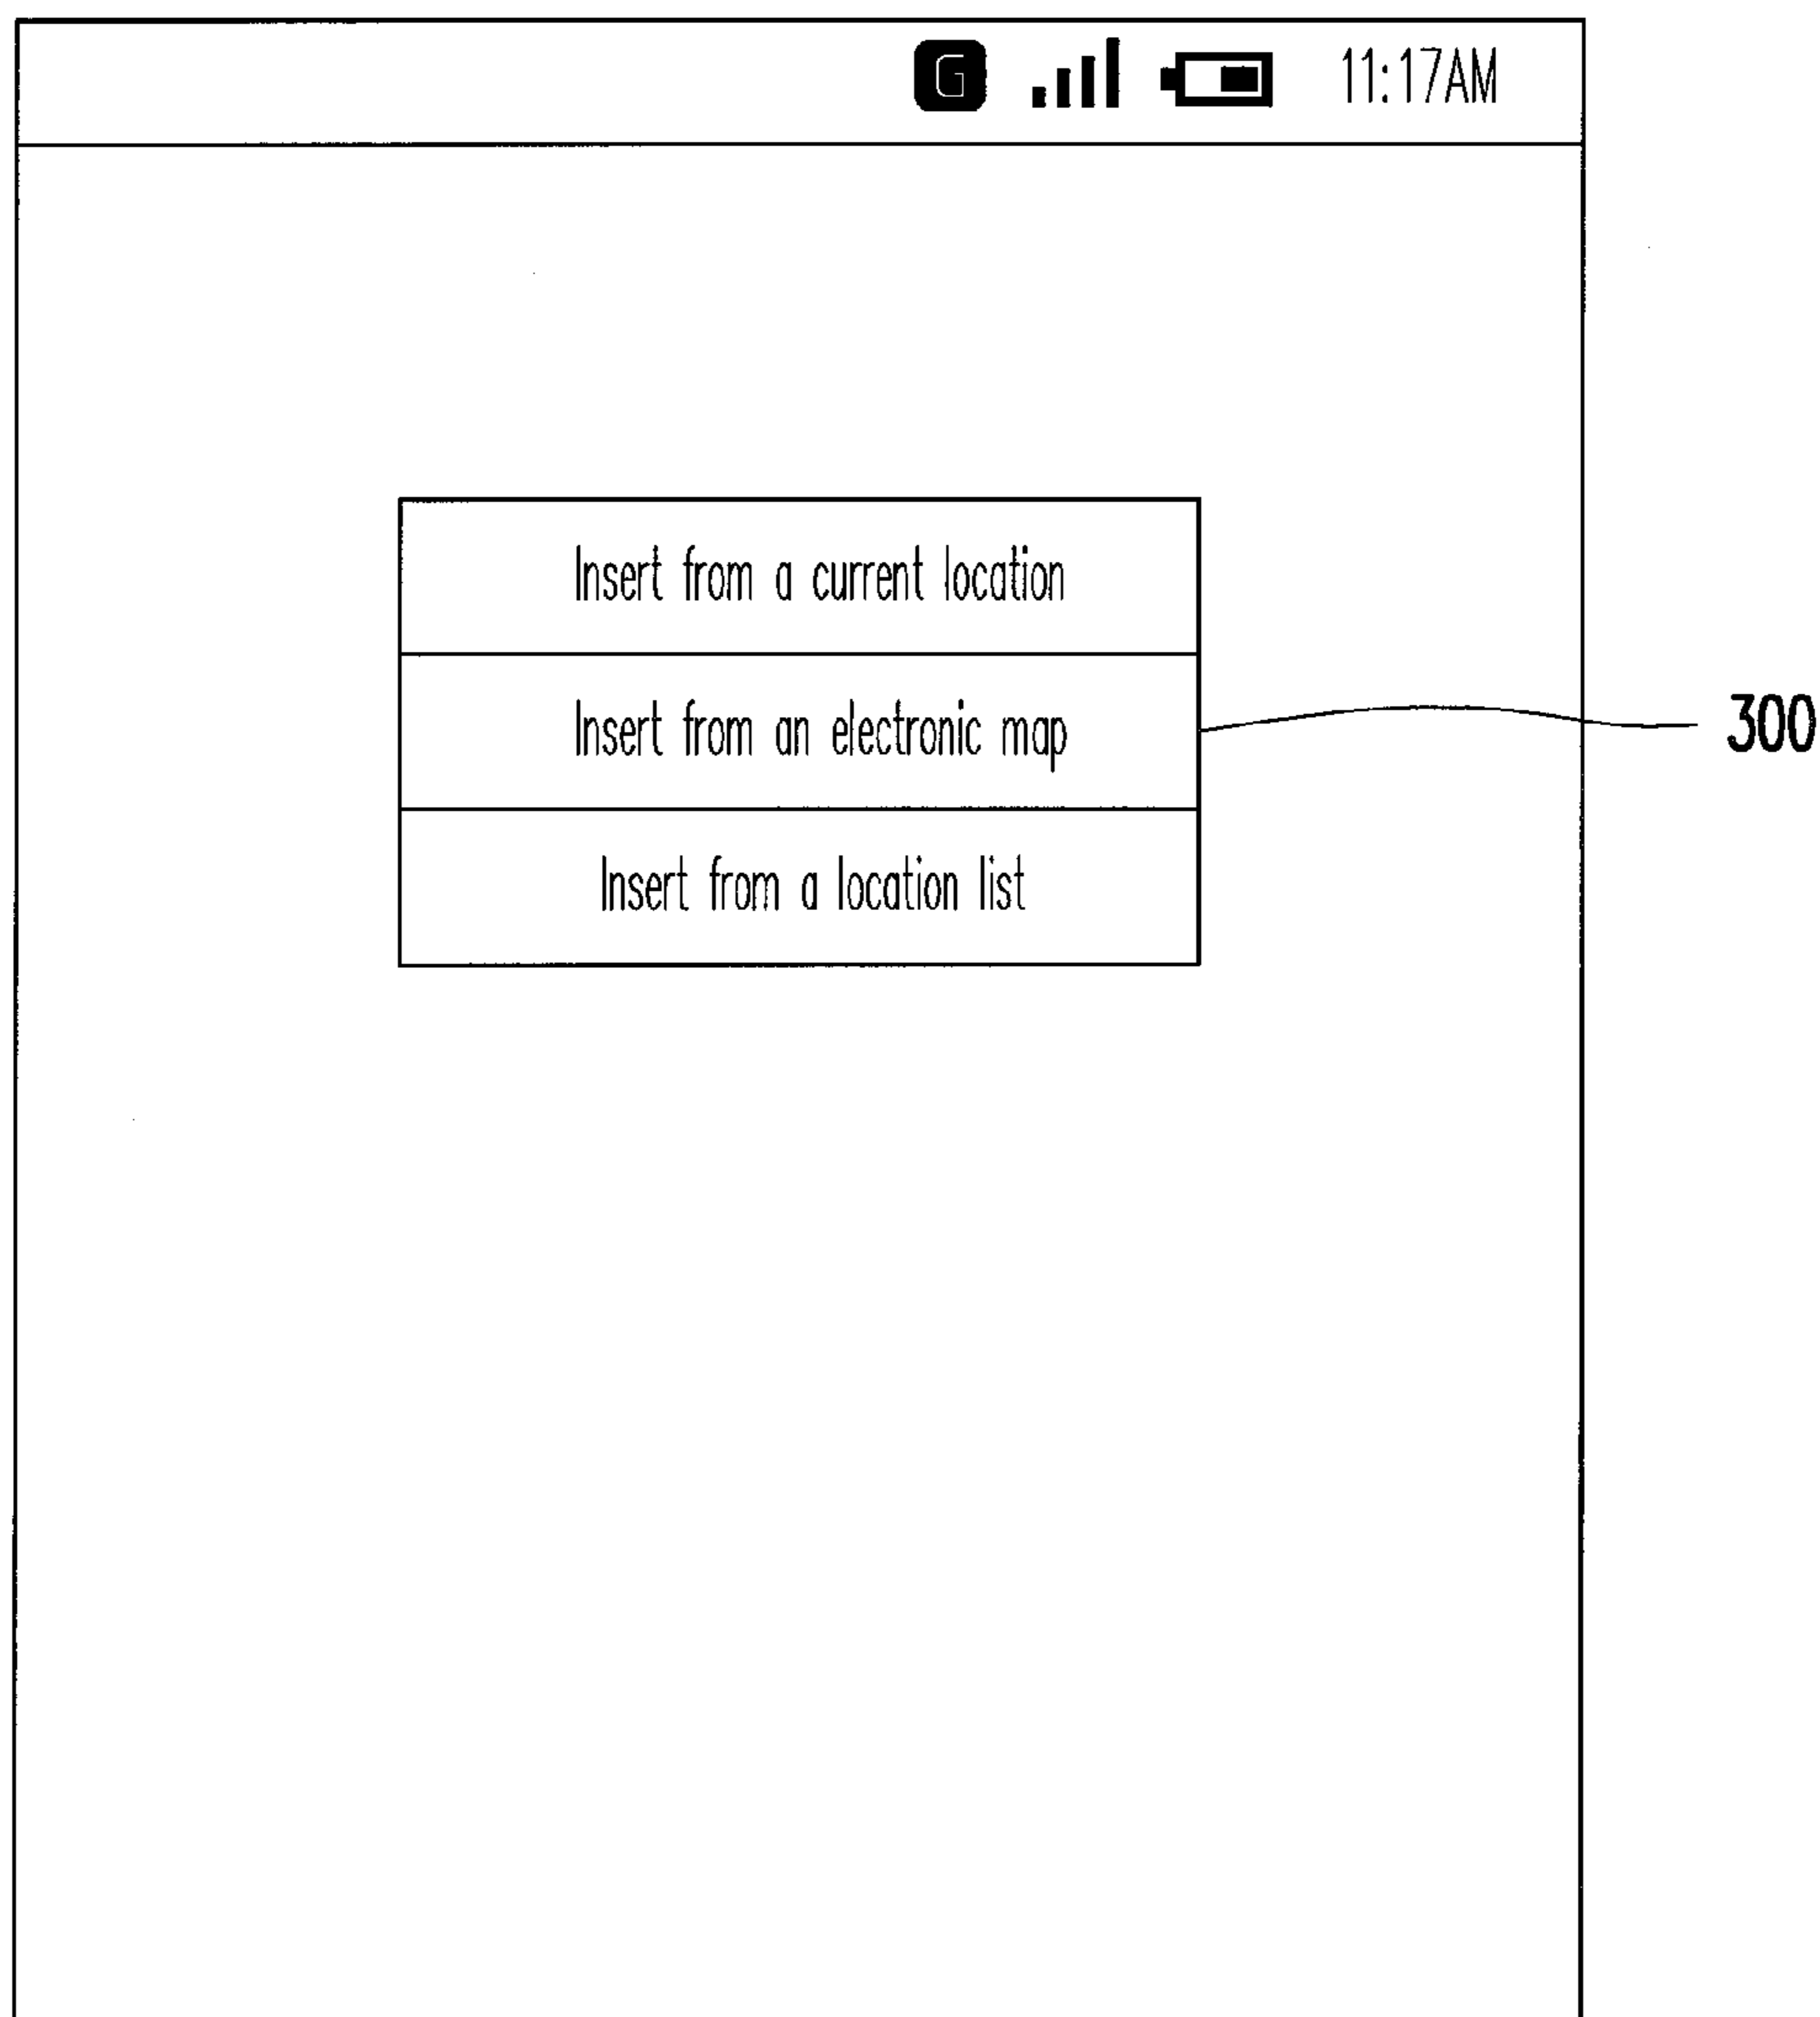 G 11:17AM
Insert from a current location
Insert from an electronic map
300
Insert from a location list